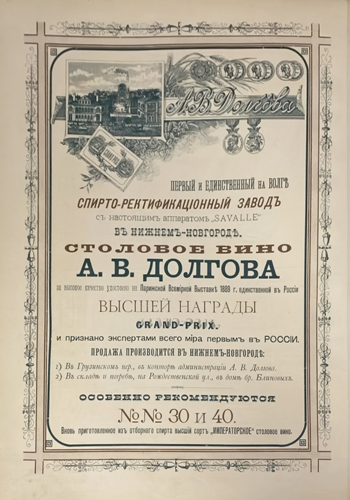 А. В. Долгова
ПЕРВЫЙ И ЕДИНСТВЕННЫЙ НА ВОЛГѢ
СПИРТО-РЕКТИФИКАЦІОННЫЙ ЗАВОДЪ
съ настоящимъ аппаратомъ „SAVALLE“
ВЪ НИЖНЕМЪ-НОВГОРОДѢ.
СТОЛОВОЕ ВИНО
А. В. ДОЛГОВА
за высокое качество удостоено на Парижской Всемірной Выставкѣ 1889 г. единственной въ Россіи
ВЫСШЕЙ НАГРАДЫ
GRAND-PRIX.
и признано экспертами всего міра первымъ въ РОССІИ.
ПРОДАЖА ПРОИЗВОДИТСЯ ВЪ НИЖНЕМЪ-НОВГОРОДѢ:
1) Въ Грузинскомъ пер., въ конторѣ администраціи А. В. Долгова.
2) Въ складѣ и погребѣ, на Рождественской ул., въ домѣ бр. Блиновыхъ.
ОСОБЕННО РЕКОМЕНДУЮТСЯ
№№ 30 и 40.
Вновь приготовленное изъ отборнаго спирта высшій сортъ „ИМПЕРАТОРСКОЕ“ столовое вино.